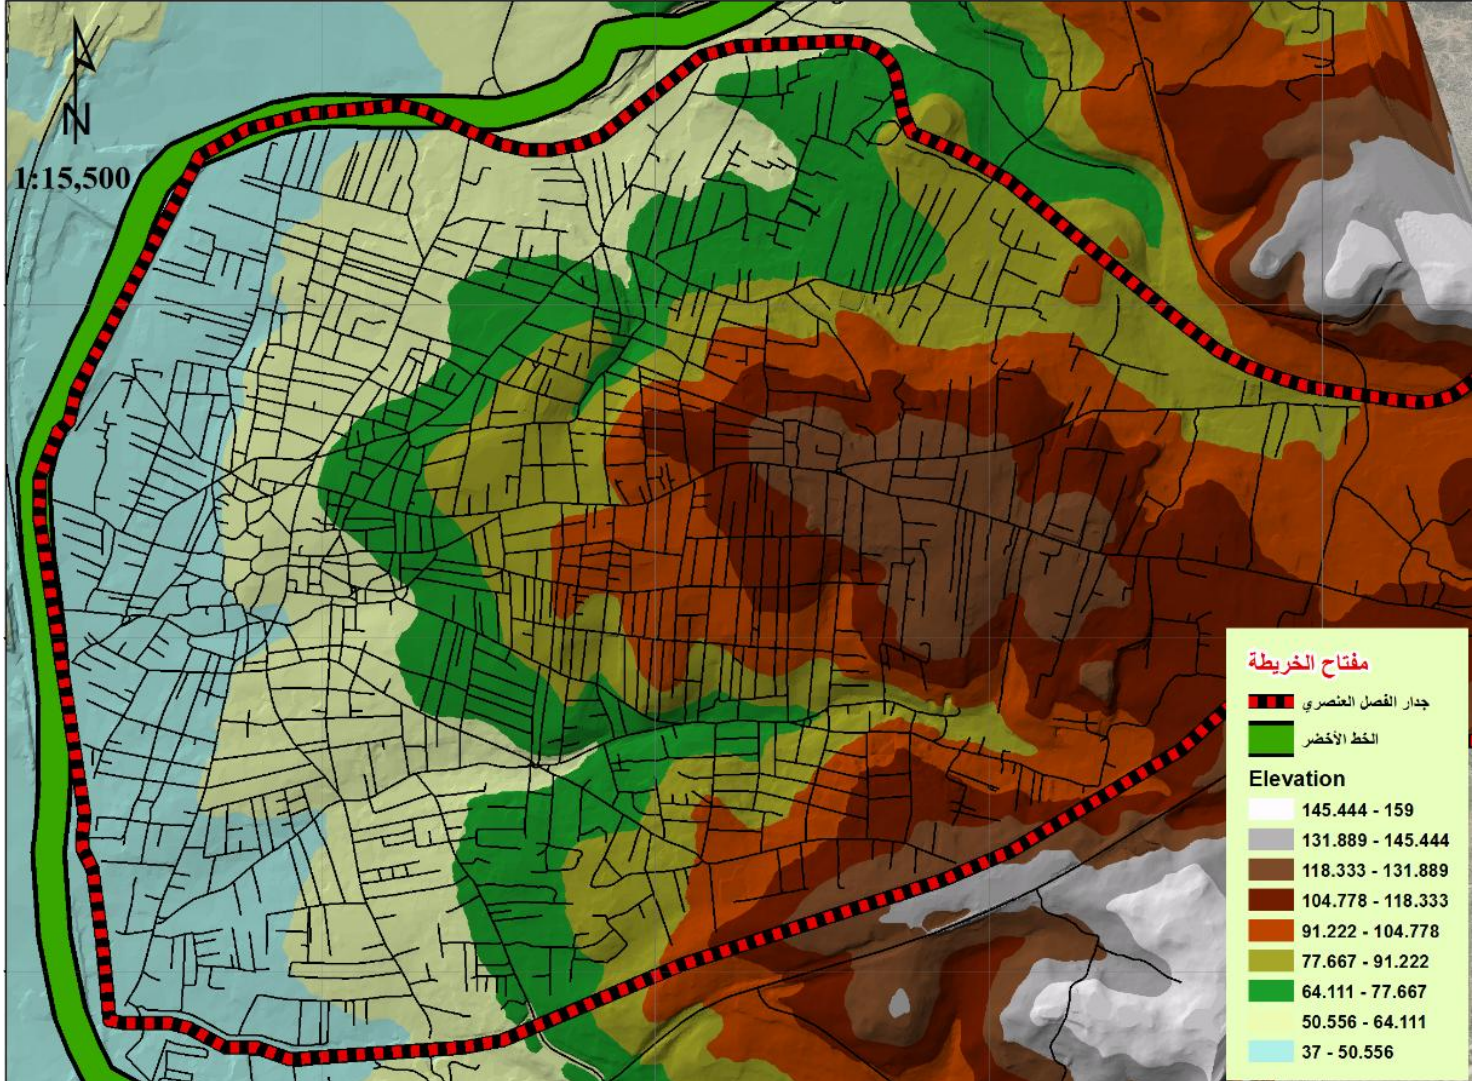 N
1:15,500
مفتاح الخريطة
جدار الفصل العنصري
الخط الأخضر
Elevation
145.444 - 159
131.889 - 145.444
118.333 - 131.889
104.778 - 118.333
91.222 - 104.778
77.667 - 91.222
64.111 - 77.667
50.556 - 64.111
37 - 50.556